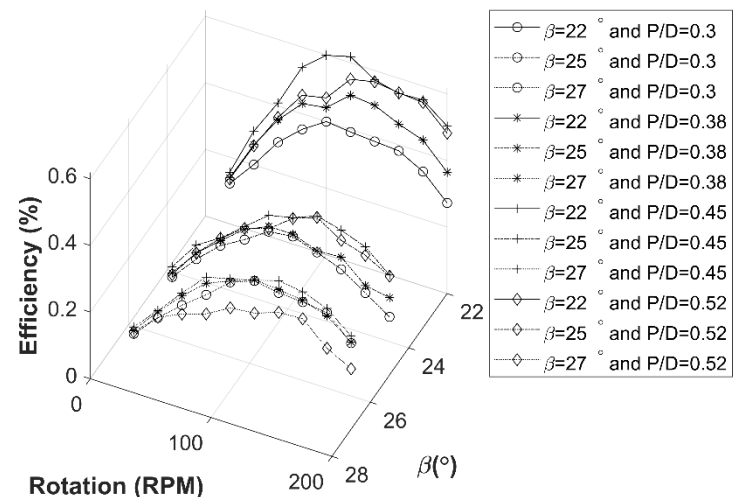 0.6
0.4
0.2
0
Efficiency (%)
0
100
200
Rotation (RPM)
22
24
26
28
β(°)
β=22 ° and P/D=0.3
β=25 ° and P/D=0.3
β=27 ° and P/D=0.3
β=22 ° and P/D=0.38
β=25 ° and P/D=0.38
β=27 ° and P/D=0.38
β=22 ° and P/D=0.45
β=25 ° and P/D=0.45
β=27 ° and P/D=0.45
β=22 ° and P/D=0.52
β=25 ° and P/D=0.52
β=27 ° and P/D=0.52